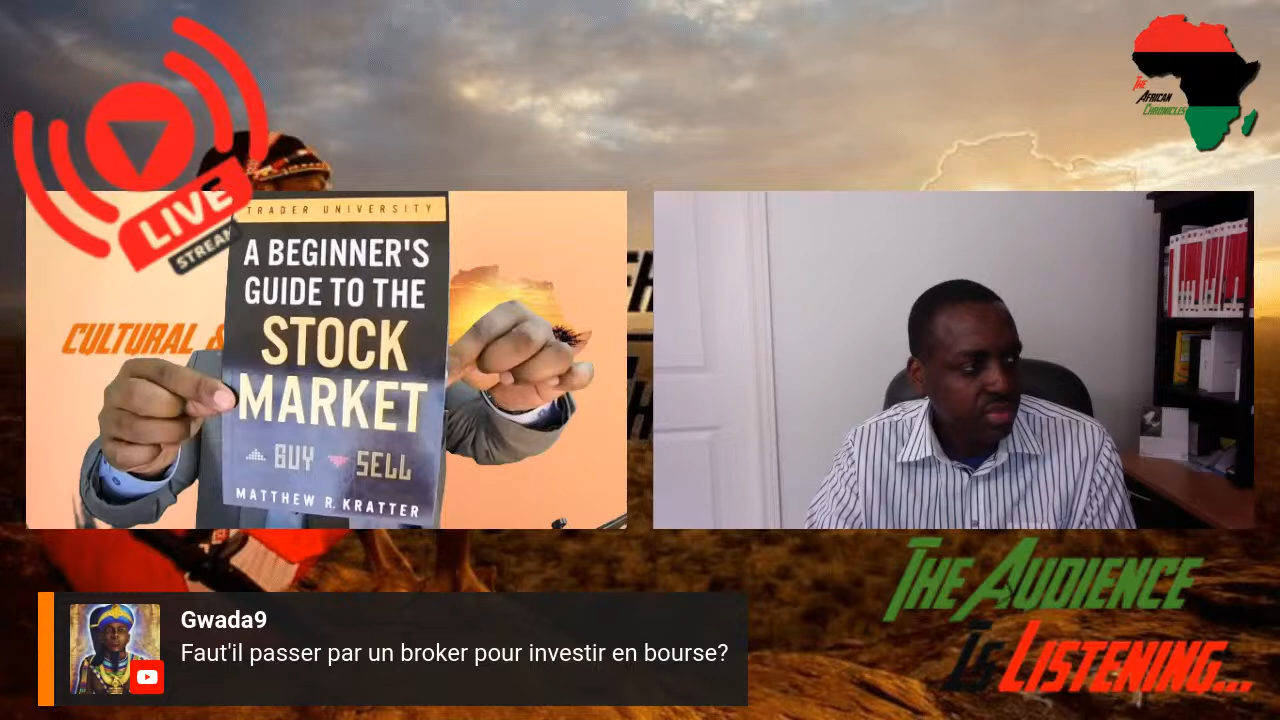 THE
AFRICAN
CHRONICLES
LIVE
STREAM
TRADER UNIVERSITY
A BEGINNER'S
GUIDE TO THE
STOCK
MARKET
BUY SELL
MATTHEW R. KRATTER
CULTURAL &
THE AUDIENCE
IS LISTENING...
Gwada9
Faut'il passer par un broker pour investir en bourse?